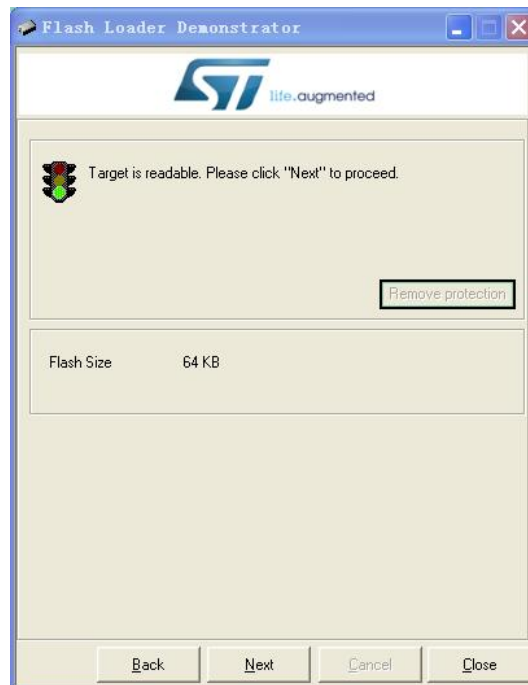 Flash Loader Demonstrator
ST life.augmented
Target is readable. Please click "Next" to proceed.
Remove protection
Flash Size 64 KB
Back Next Cancel Close